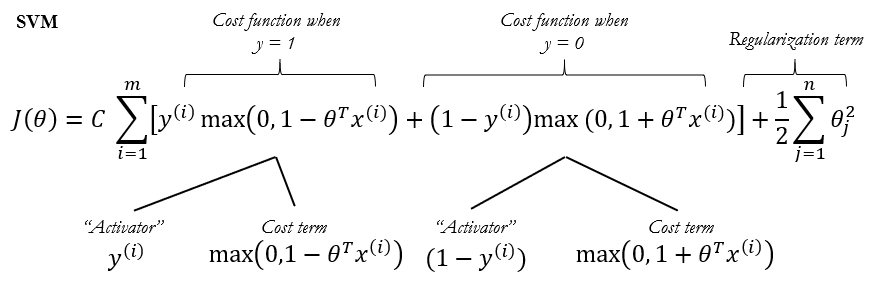 SVM
Cost function when
y = 1
Cost function when
y = 0
Regularization term
J(θ) = C ∑_{i=1}^{m} [y^{(i)} max(0, 1 − θ^T x^{(i)}) + (1 − y^{(i)})max (0, 1 + θ^T x^{(i)})] + \frac{1}{2} ∑_{j=1}^{n} θ_j^2
“Activator”
y^{(i)}
Cost term
max(0,1 − θ^T x^{(i)})
“Activator”
(1 − y^{(i)})
Cost term
max(0, 1 + θ^T x^{(i)})